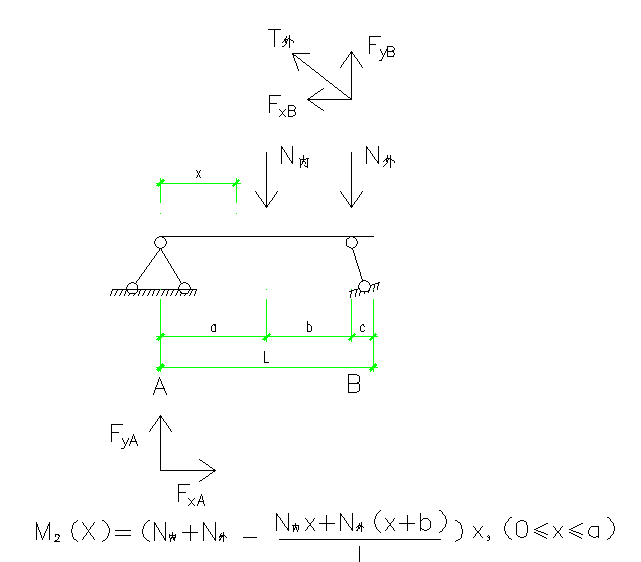 T外
FyB
FxB
N内 N外
x
a b c
L
A B
FyA
FxA
M2(X)=(N内+N外 - (N内x+N外(x+b))/l)x, (0≤x≤a)